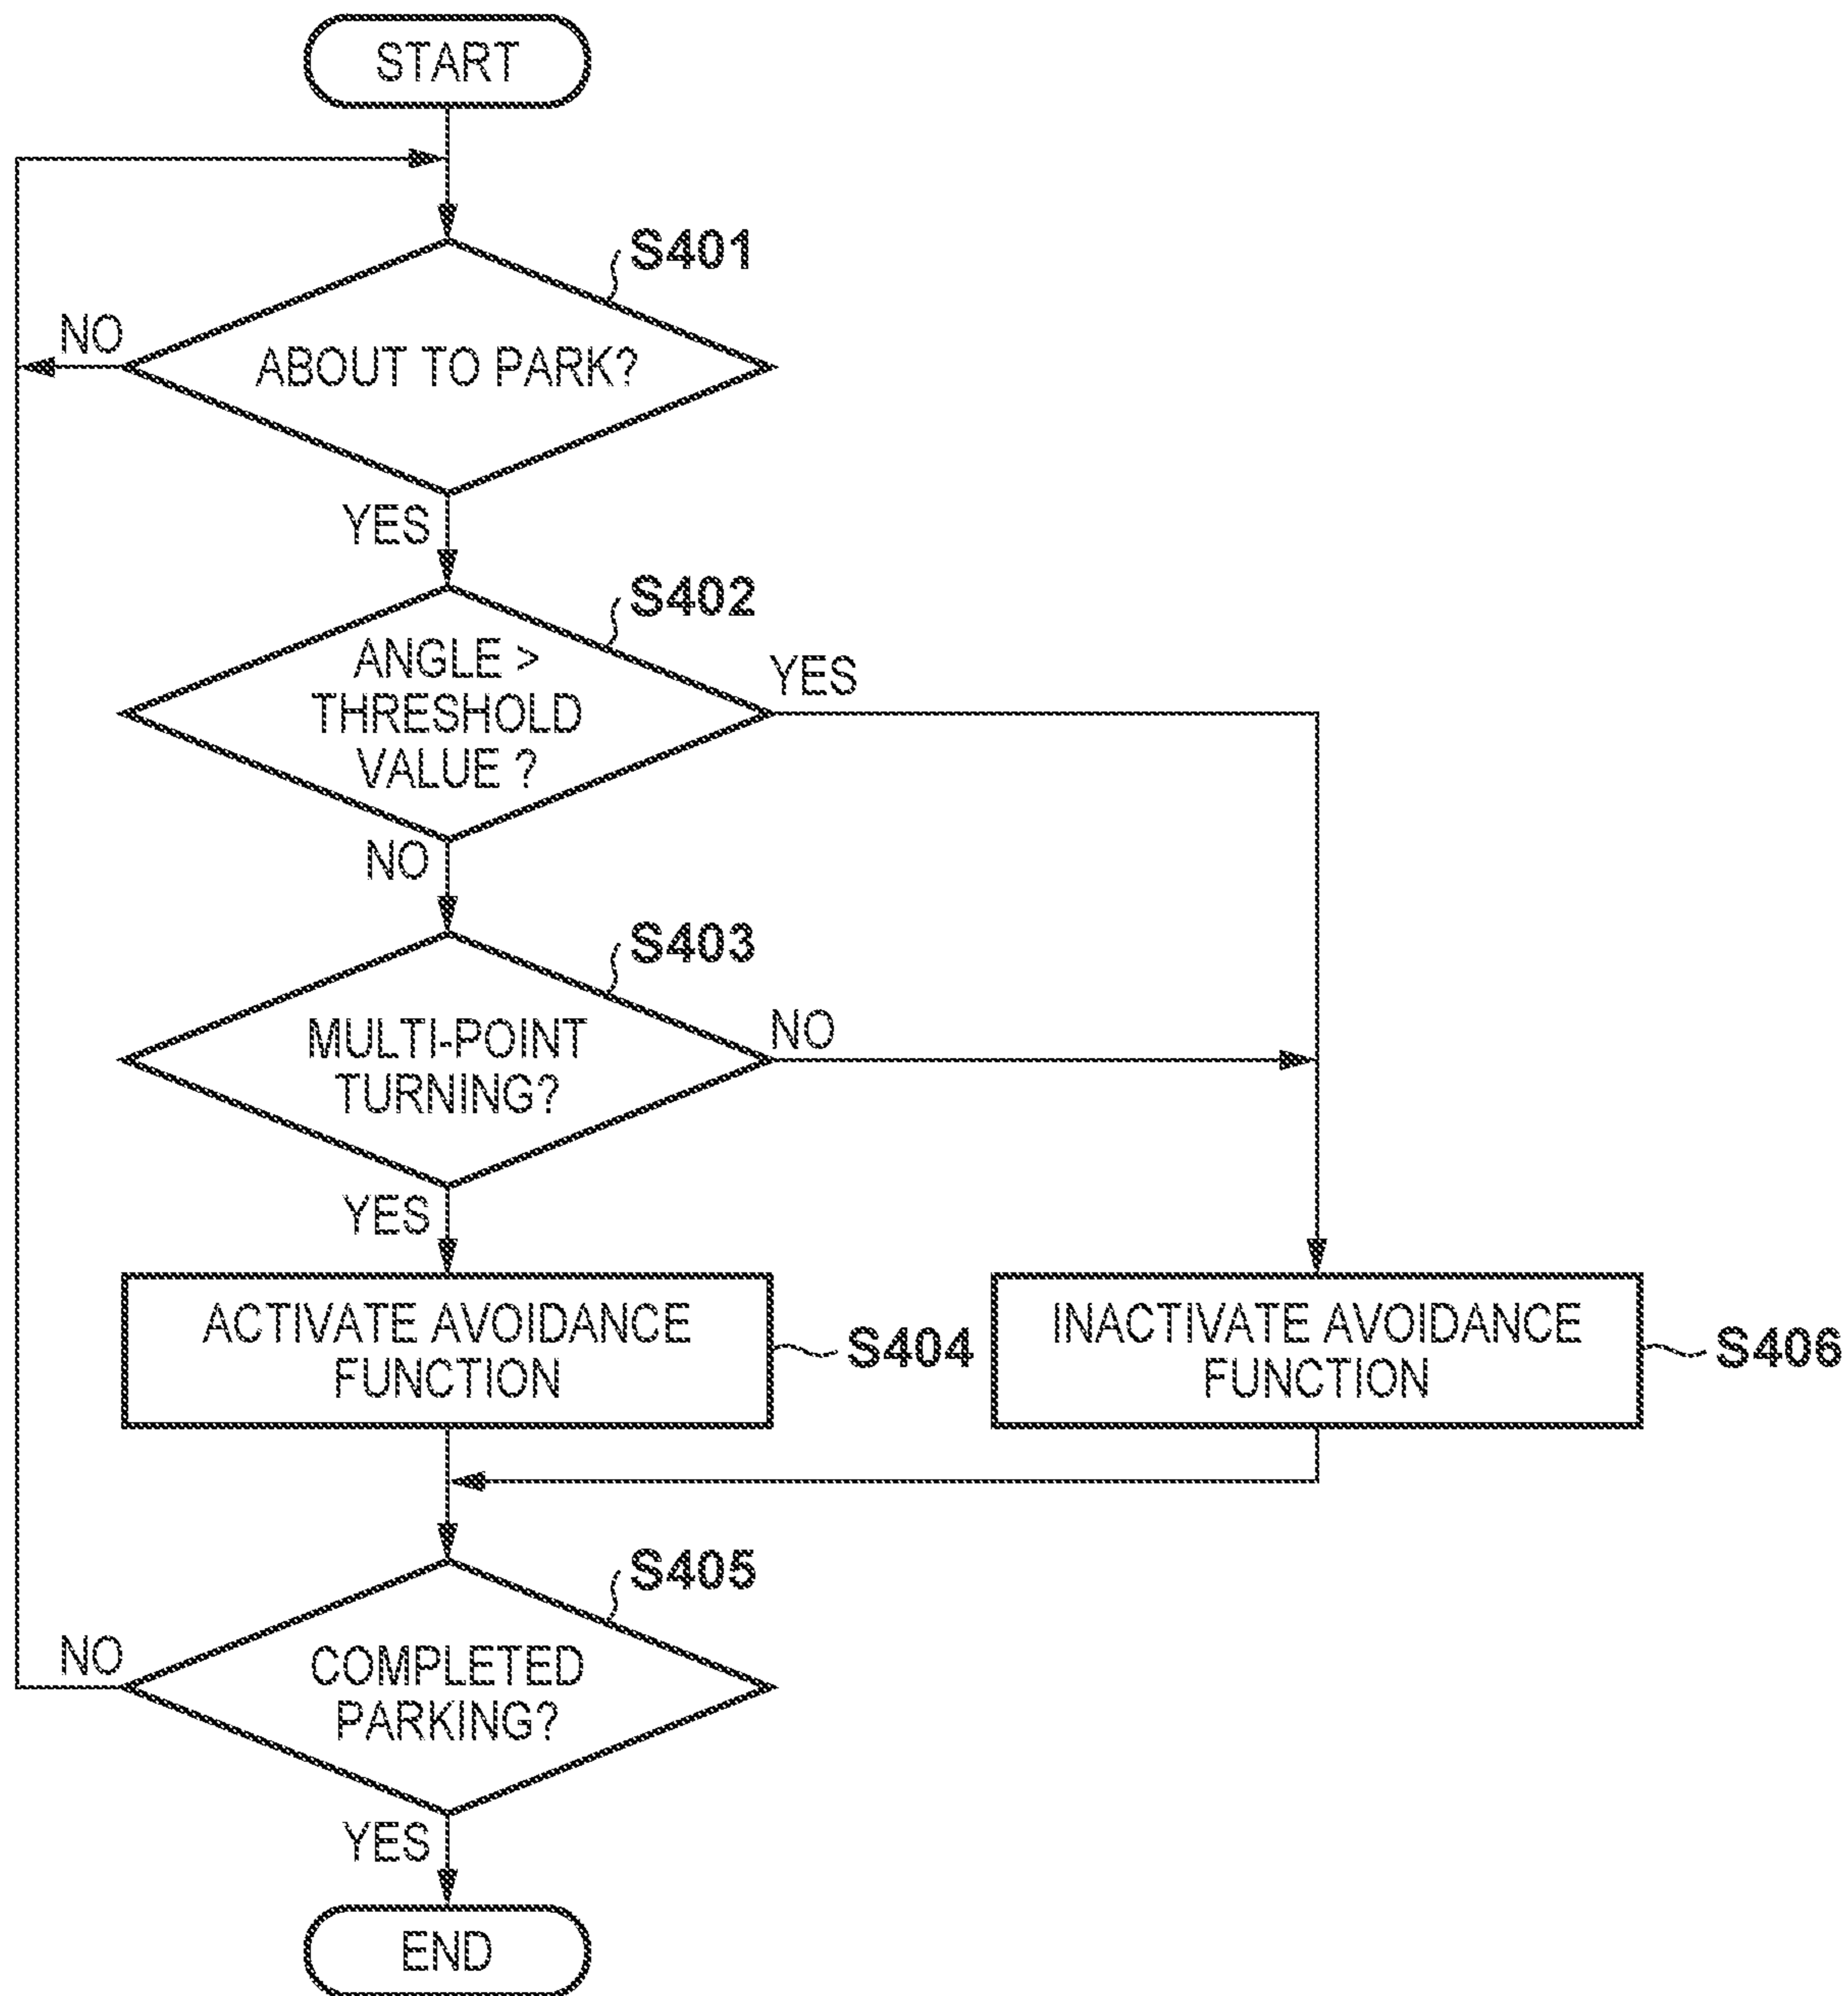 START
S401
NO
ABOUT TO PARK?
YES
S402
ANGLE >
THRESHOLD
VALUE ?
YES
NO
S403
MULTI-POINT
TURNING?
NO
YES
ACTIVATE AVOIDANCE
FUNCTION
S404
INACTIVATE AVOIDANCE
FUNCTION
S406
S405
NO
COMPLETED
PARKING?
YES
END